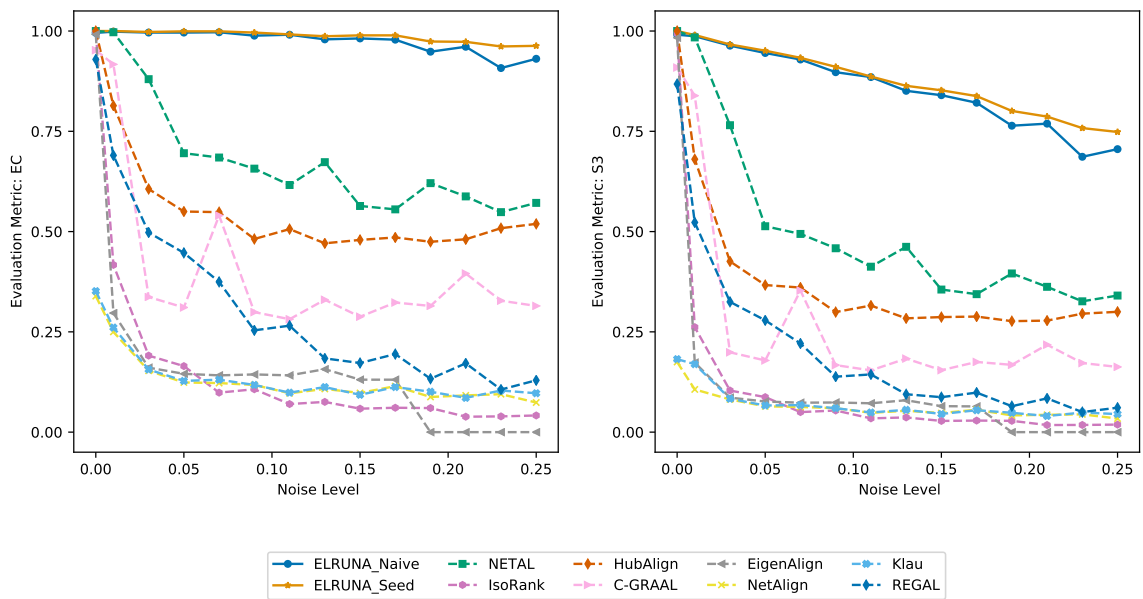 1.00
0.75
0.50
0.25
0.00
Evaluation Metric: EC
0.00 0.05 0.10 0.15 0.20 0.25
Noise Level
1.00
0.75
0.50
0.25
0.00
Evaluation Metric: S3
0.00 0.05 0.10 0.15 0.20 0.25
Noise Level
ELRUNA_Naive NETAL HubAlign EigenAlign Klau
ELRUNA_Seed IsoRank C-GRAAL NetAlign REGAL